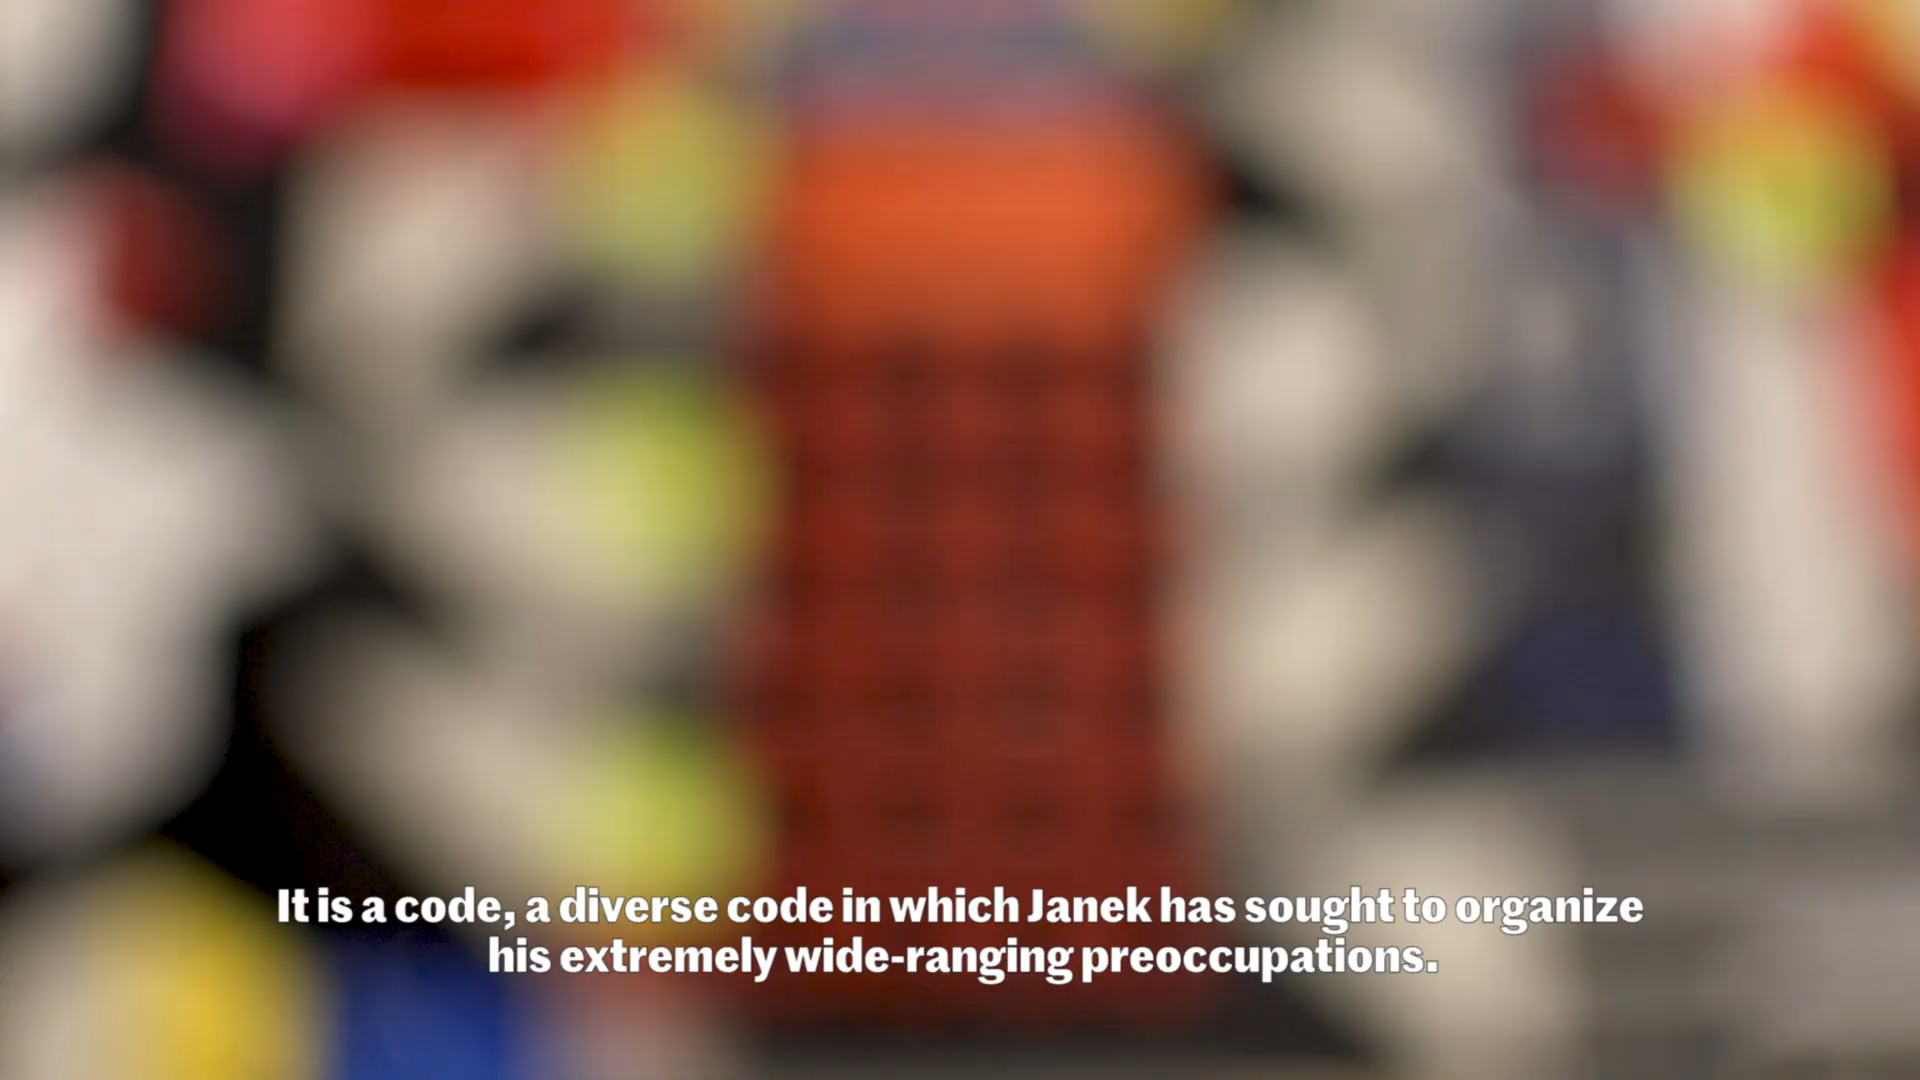 It is a code, a diverse code in which Janek has sought to organize
his extremely wide-ranging preoccupations.